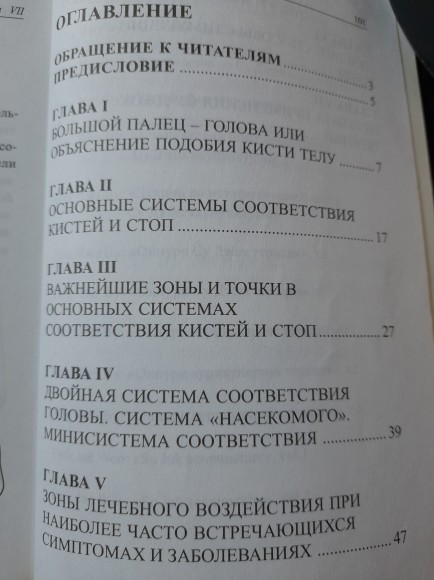 VII
ОГЛАВЛЕНИЕ
ОБРАЩЕНИЕ К ЧИТАТЕЛЯМ ........ 3
ПРЕДИСЛОВИЕ ........ 5
ГЛАВА I
БОЛЬШОЙ ПАЛЕЦ – ГОЛОВА ИЛИ
ОБЪЯСНЕНИЕ ПОДОБИЯ КИСТИ ТЕЛУ ........ 7
ГЛАВА II
ОСНОВНЫЕ СИСТЕМЫ СООТВЕТСТВИЯ
КИСТЕЙ И СТОП ........ 17
ГЛАВА III
ВАЖНЕЙШИЕ ЗОНЫ И ТОЧКИ В
ОСНОВНЫХ СИСТЕМАХ
СООТВЕТСТВИЯ КИСТЕЙ И СТОП ........ 27
ГЛАВА IV
ДВОЙНАЯ СИСТЕМА СООТВЕТСТВИЯ
ГОЛОВЫ. СИСТЕМА «НАСЕКОМОГО».
МИНИСИСТЕМА СООТВЕТСТВИЯ ........ 39
ГЛАВА V
ЗОНЫ ЛЕЧЕБНОГО ВОЗДЕЙСТВИЯ ПРИ
НАИБОЛЕЕ ЧАСТО ВСТРЕЧАЮЩИХСЯ
СИМПТОМАХ И ЗАБОЛЕВАНИЯХ ........ 47